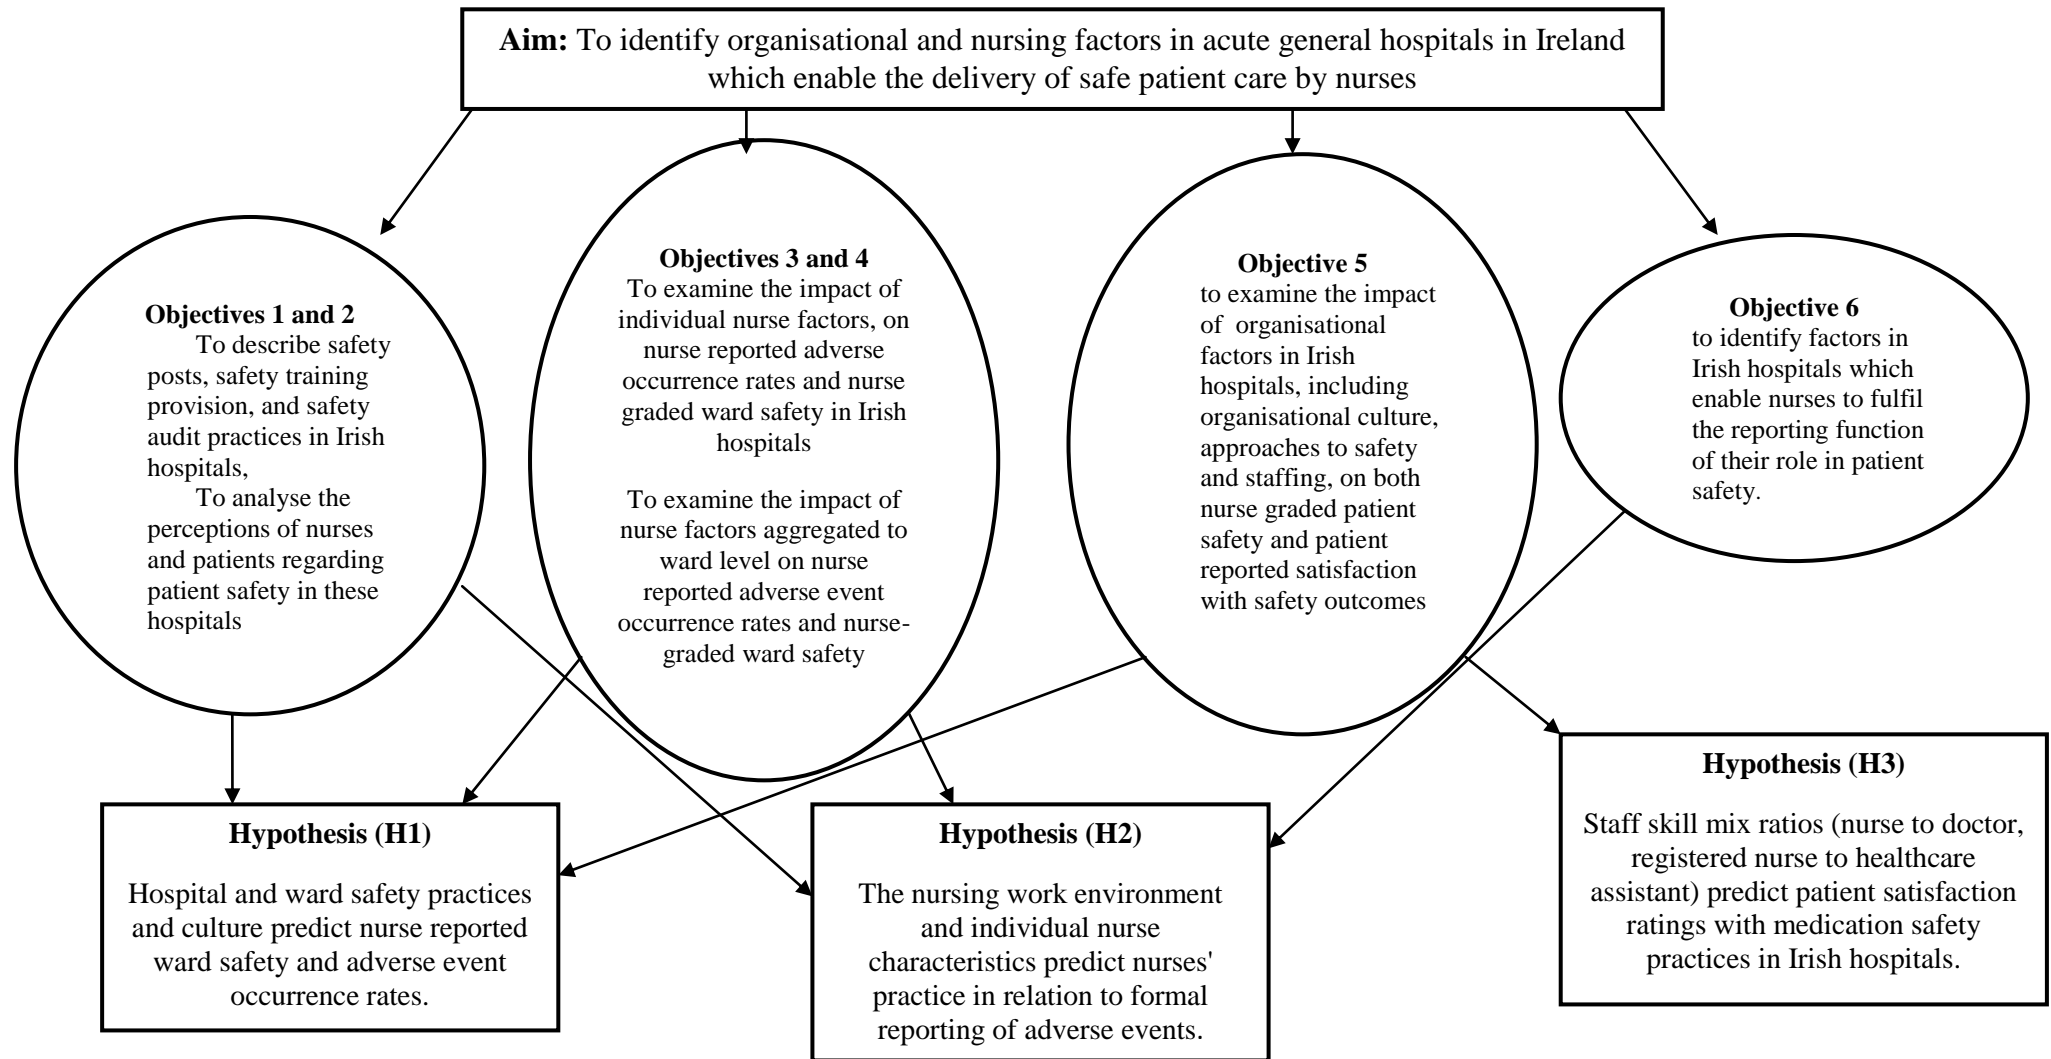 Aim: To identify organisational and nursing factors in acute general hospitals in Ireland
which enable the delivery of safe patient care by nurses
Objectives 1 and 2
To describe safety
posts, safety training
provision, and safety
audit practices in Irish
hospitals,
To analyse the
perceptions of nurses
and patients regarding
patient safety in these
hospitals
Objectives 3 and 4
To examine the impact of
individual nurse factors, on
nurse reported adverse
occurrence rates and nurse
graded ward safety in Irish
hospitals
To examine the impact of
nurse factors aggregated to
ward level on nurse
reported adverse event
occurrence rates and nurse-
graded ward safety
Objective 5
to examine the impact
of organisational
factors in Irish
hospitals, including
organisational culture,
approaches to safety
and staffing, on both
nurse graded patient
safety and patient
reported satisfaction
with safety outcomes
Objective 6
to identify factors in
Irish hospitals which
enable nurses to fulfil
the reporting function
of their role in patient
safety.
Hypothesis (H1)
Hospital and ward safety practices
and culture predict nurse reported
ward safety and adverse event
occurrence rates.
Hypothesis (H2)
The nursing work environment
and individual nurse
characteristics predict nurses'
practice in relation to formal
reporting of adverse events.
Hypothesis (H3)
Staff skill mix ratios (nurse to doctor,
registered nurse to healthcare
assistant) predict patient satisfaction
ratings with medication safety
practices in Irish hospitals.